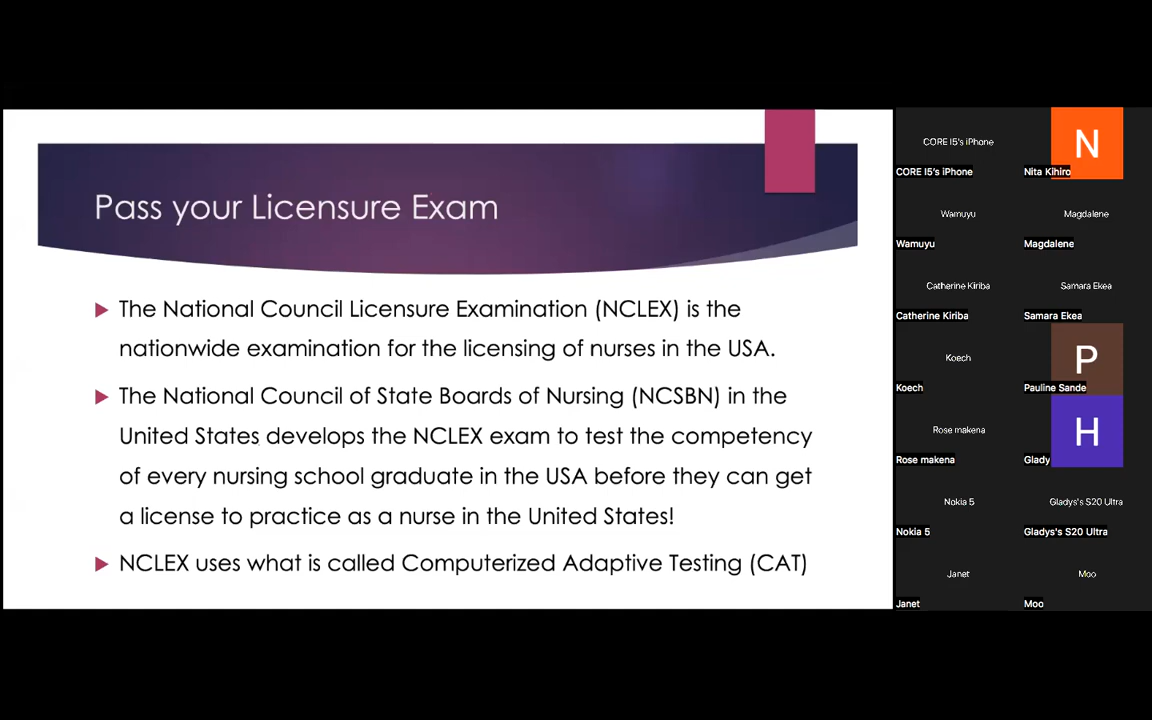 Pass your Licensure Exam
The National Council Licensure Examination (NCLEX) is the
nationwide examination for the licensing of nurses in the USA.
The National Council of State Boards of Nursing (NCSBN) in the
United States develops the NCLEX exam to test the competency
of every nursing school graduate in the USA before they can get
a license to practice as a nurse in the United States!
NCLEX uses what is called Computerized Adaptive Testing (CAT)
CORE I5's iPhone
CORE I5's iPhone
N
Nita Kihiro
Wamuyu
Wamuyu
Magdalene
Magdalene
Catherine Kiriba
Catherine Kiriba
Samara Ekea
Samara Ekea
Koech
Koech
P
Pauline Sande
Rose makena
Rose makena
H
Glady
Nokia 5
Nokia 5
Gladys's S20 Ultra
Gladys's S20 Ultra
Janet
Janet
Moo
Moo